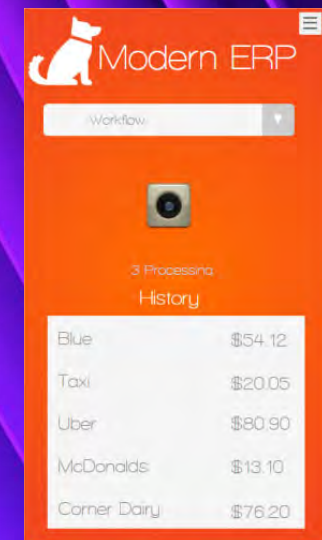 Modern ERP
Workflow
3 Processing
History
Blue $54.12
Taxi $20.05
Uber $80.90
McDonalds $13.10
Corner Dairy $76.20